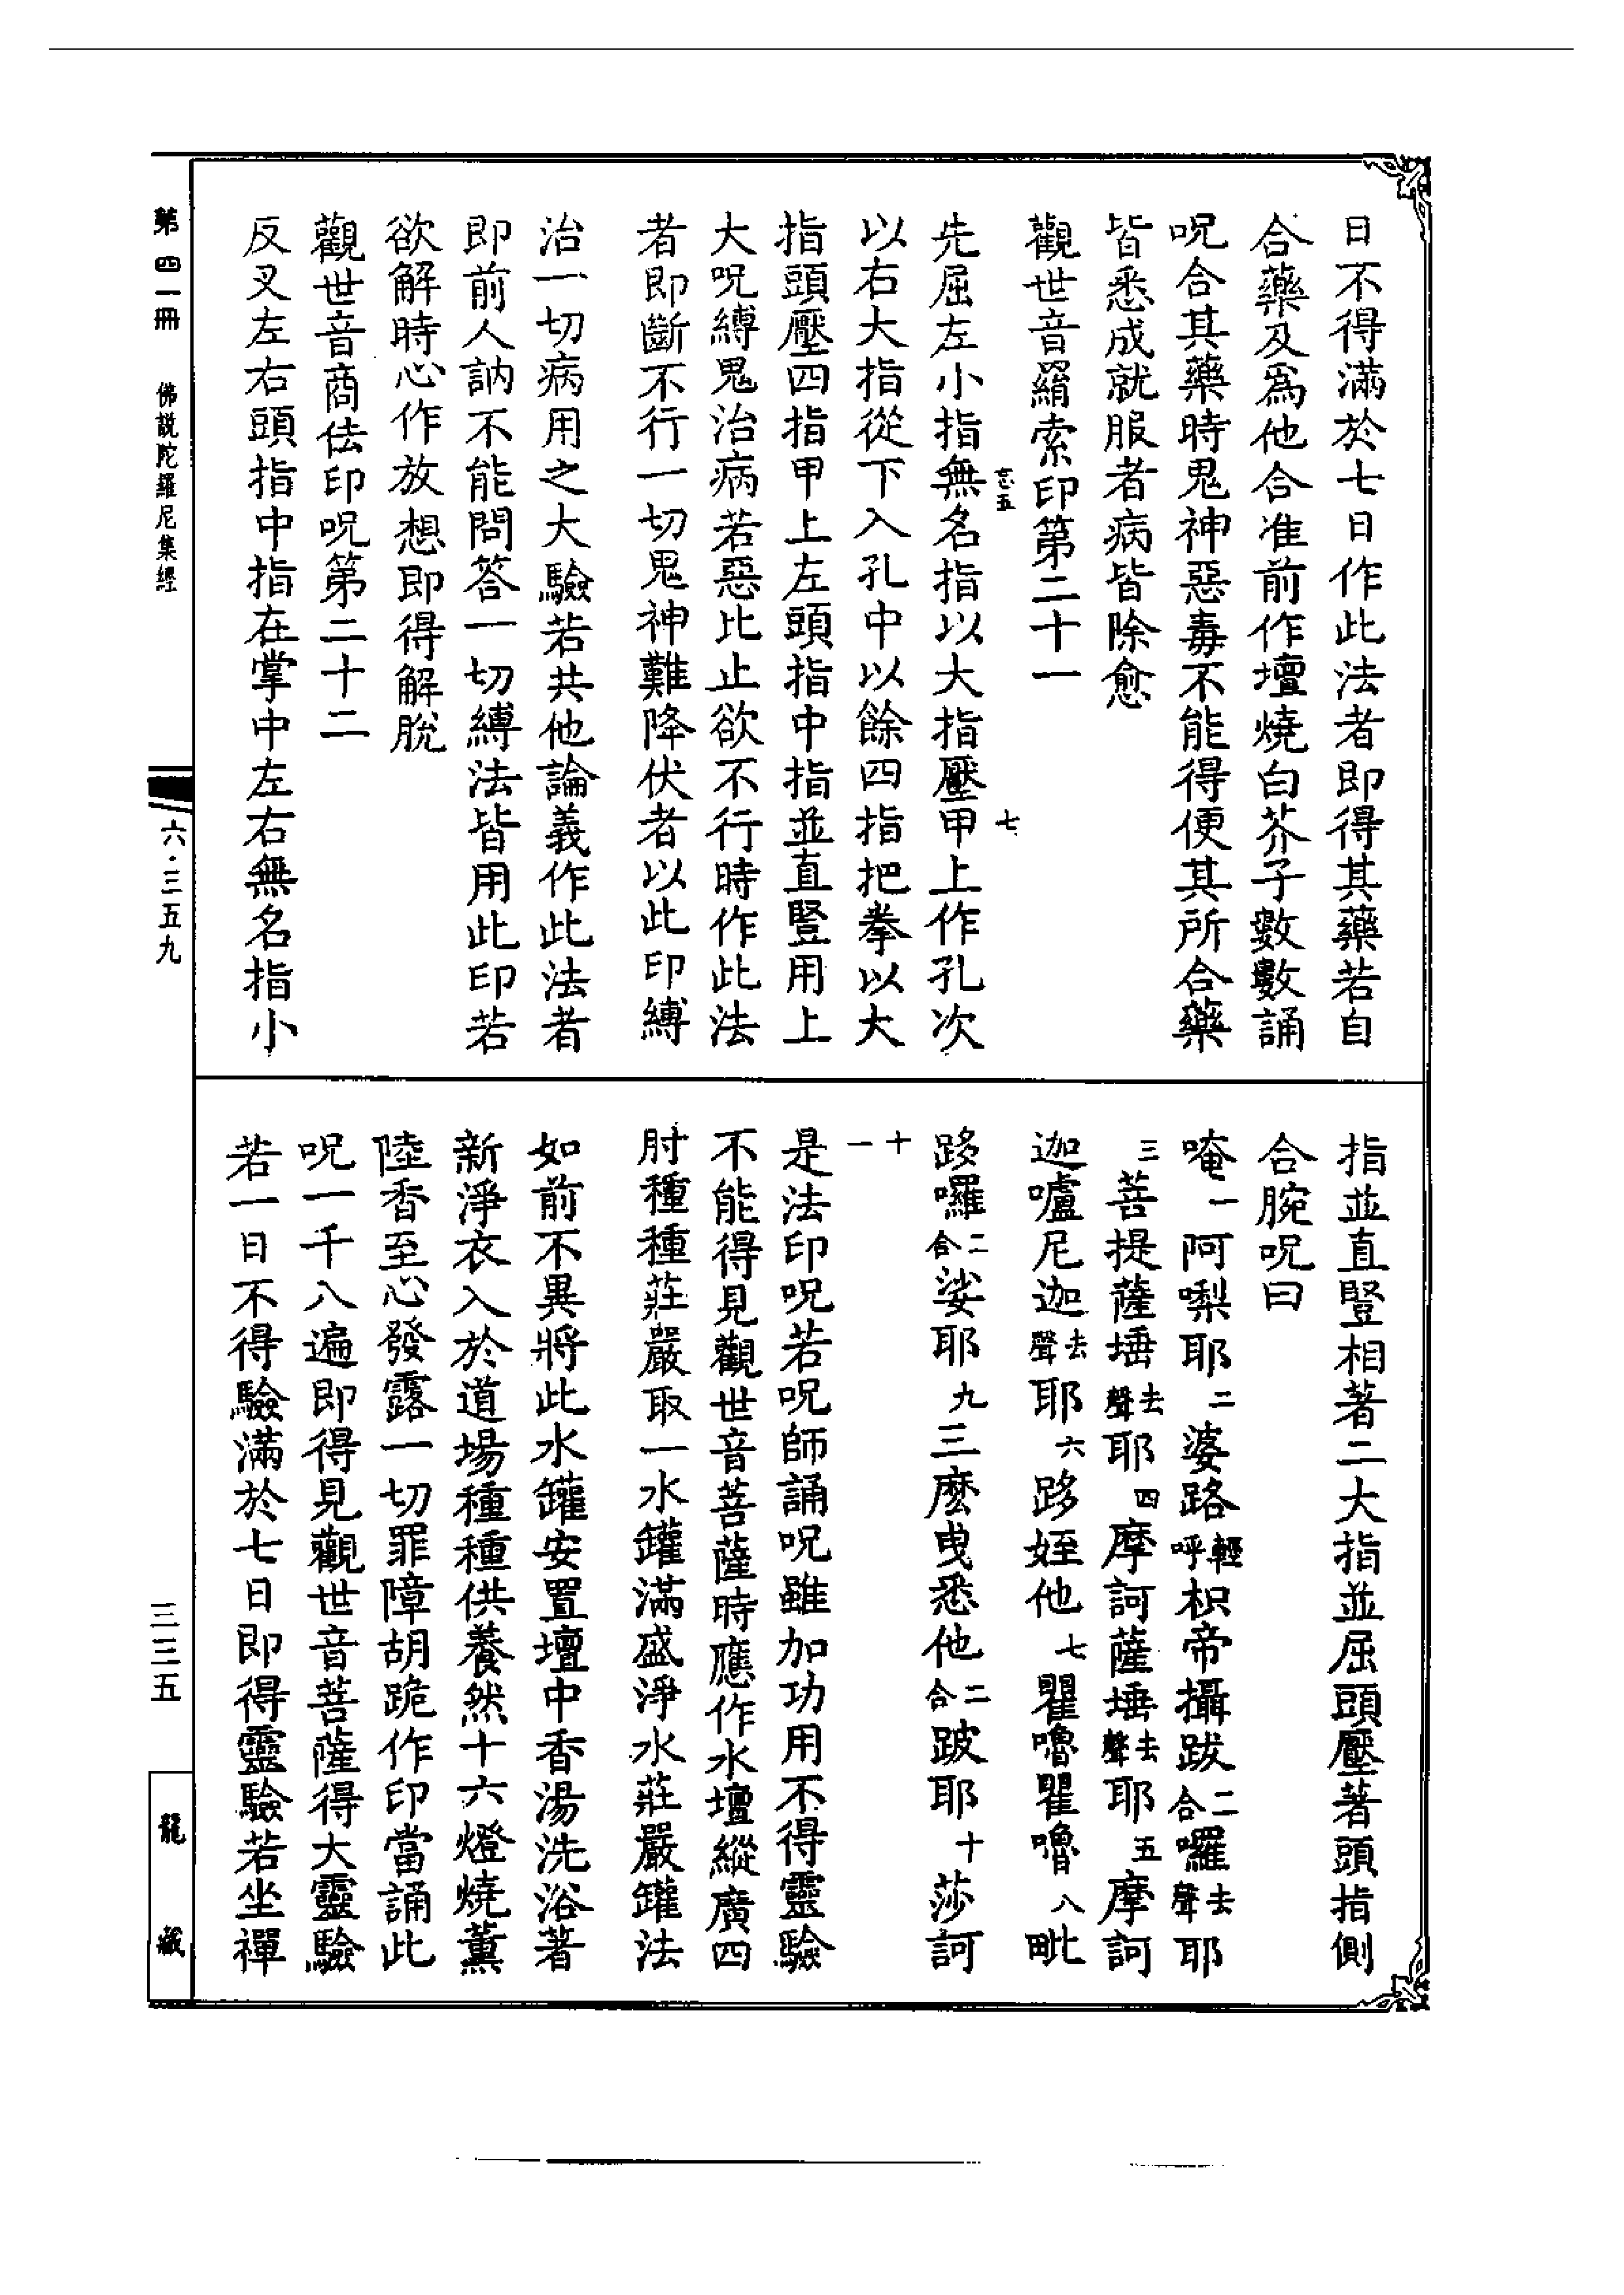 日不得滿於七日作此法者即得其藥若自
合藥及爲他合准前作壇燒白芥子數數誦
呪合其藥時鬼神惡毒不能得便其所合藥
皆悉成就服者病皆除愈
觀世音羂索印第二十一
七
先屈左小指無名指以大指壓甲上作孔次
以右大指從下入孔中以餘四指把拳以大
指頭壓四指甲上左頭指中指並直豎用上
大呪縛鬼治病若惡比止欲不行時作此法
者即斷不行一切鬼神難降伏者以此印縛
治一切病用之大驗若共他論義作此法者
即前人訥不能問答一切縛法皆用此印若
欲解時心作放想即得解脫
觀世音商佉印呪第二十二
反叉左右頭指中指在掌中左右無名指小
指並直豎相著二大指並屈頭壓著頭指側
合腕呪曰
唵一阿㗚耶二婆路輕呼枳帝攝跋二合囉去聲耶
三菩提薩埵去聲耶四摩訶薩埵去聲耶五摩訶
迦嚧尼迦去聲耶六跢姪他七瞿嚕瞿嚕八毗
跢囉二合娑耶九三麼曳悉他二合跛耶十莎訶
十一
是法印呪若呪師誦呪雖加功用不得靈驗
不能得見觀世音菩薩時應作水壇縱廣四
肘種種莊嚴取一水罐滿盛淨水莊嚴罐法
如前不異將此水罐安置壇中香湯洗浴著
新淨衣入於道場種種供養然十六燈燒薰
陸香至心發露一切罪障胡跪作印當誦此
呪一千八遍即得見觀世音菩薩得大靈驗
若一日不得驗滿於七日即得靈驗若坐禪
第四一冊　佛説陀羅尼集經
六·三五九
三三五
龍藏